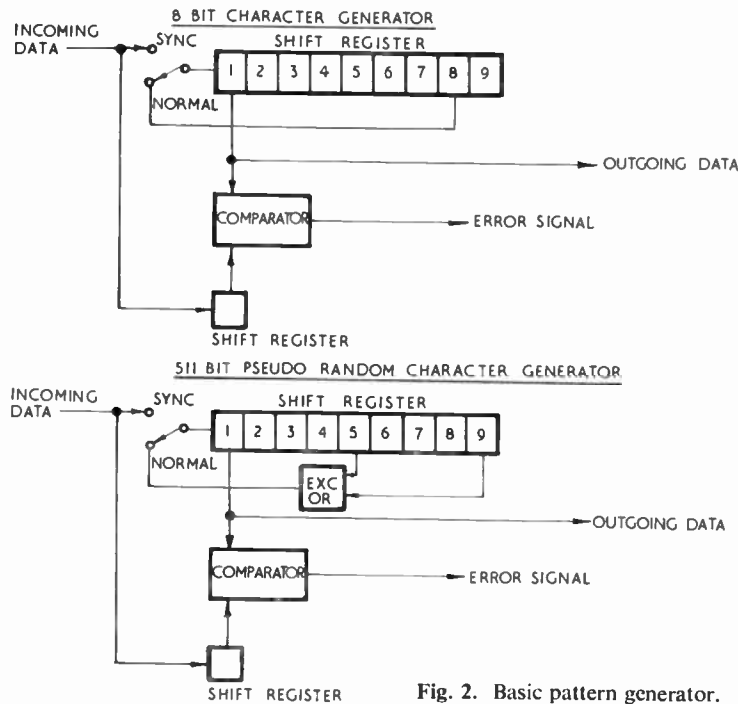 8 BIT CHARACTER GENERATOR
INCOMING
DATA
SYNC
SHIFT REGISTER
1 2 3 4 5 6 7 8 9
NORMAL
OUTGOING DATA
COMPARATOR
ERROR SIGNAL
SHIFT REGISTER
511 BIT PSEUDO RANDOM CHARACTER GENERATOR
INCOMING
DATA
SYNC
SHIFT REGISTER
1 2 3 4 5 6 7 8 9
NORMAL
EXC
OR
OUTGOING DATA
COMPARATOR
ERROR SIGNAL
SHIFT REGISTER
Fig. 2. Basic pattern generator.